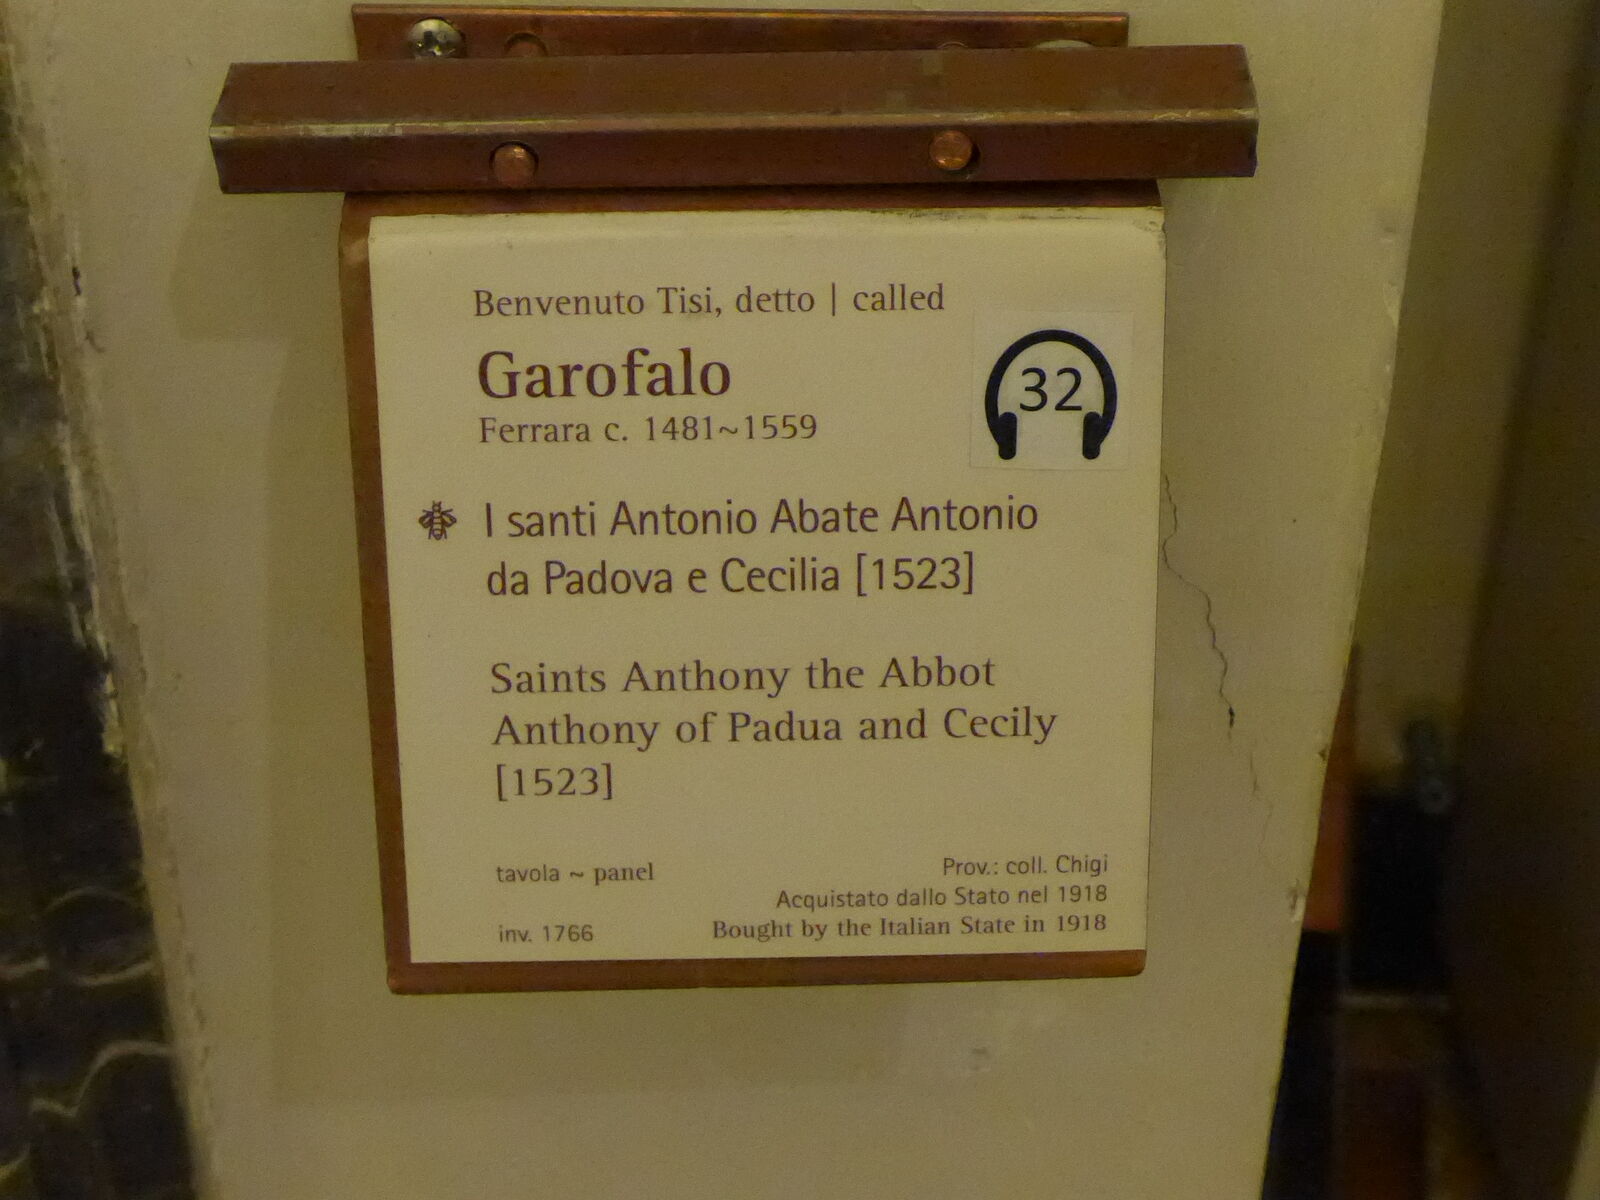 Benvenuto Tisi, detto | called
Garofalo
Ferrara c. 1481~1559
32
I santi Antonio Abate Antonio
da Padova e Cecilia [1523]
Saints Anthony the Abbot
Anthony of Padua and Cecily
[1523]
tavola ~ panel
inv. 1766
Prov.: coll. Chigi
Acquistato dallo Stato nel 1918
Bought by the Italian State in 1918